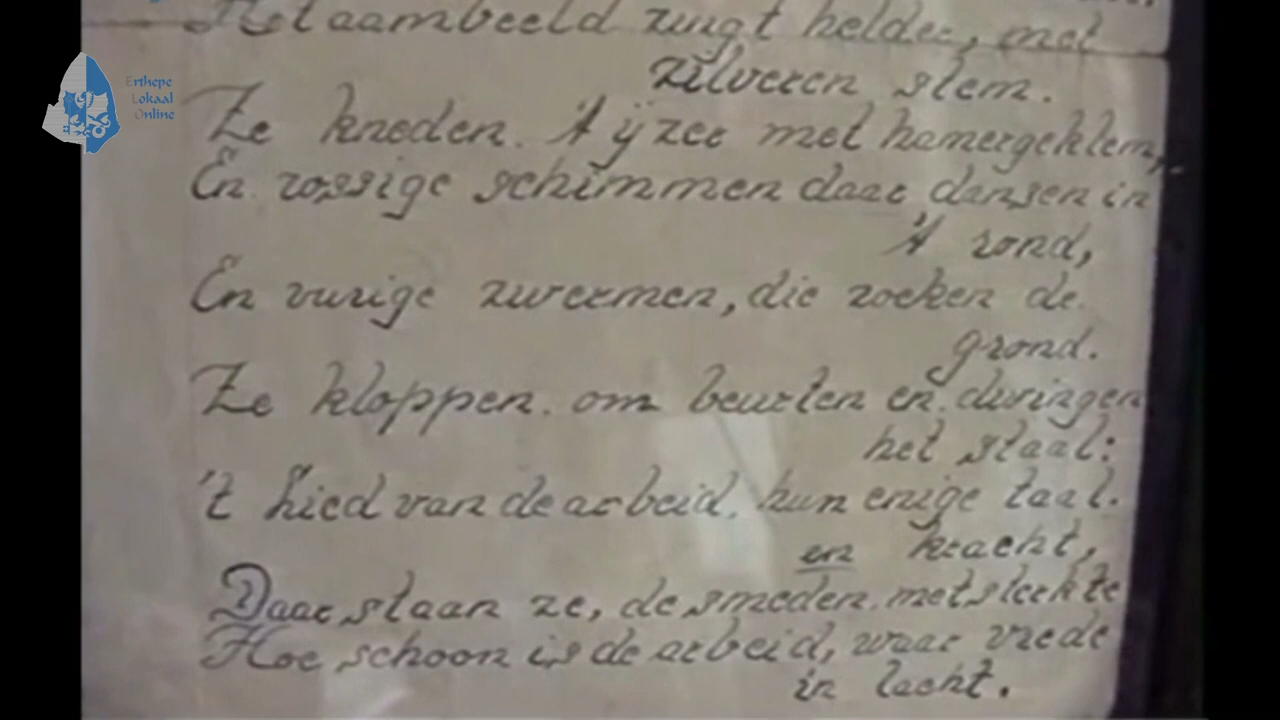 Erthepe
Lokaal
Online
Het aambeeld zingt helder, met
zilveren stem.
Ze kneden 't ijzer met hamergeklem,
En rossige schimmen daar dansen in
't rond,
En vurige zwermen, die zoeken de
grond.
Ze kloppen om beurten en dwingen
het staal:
't Lied van de arbeid, hun enige taal.
en kracht,
Daar staan ze, de smeden met sterkte
Hoe schoon is de arbeid, waar vrede
in lacht.